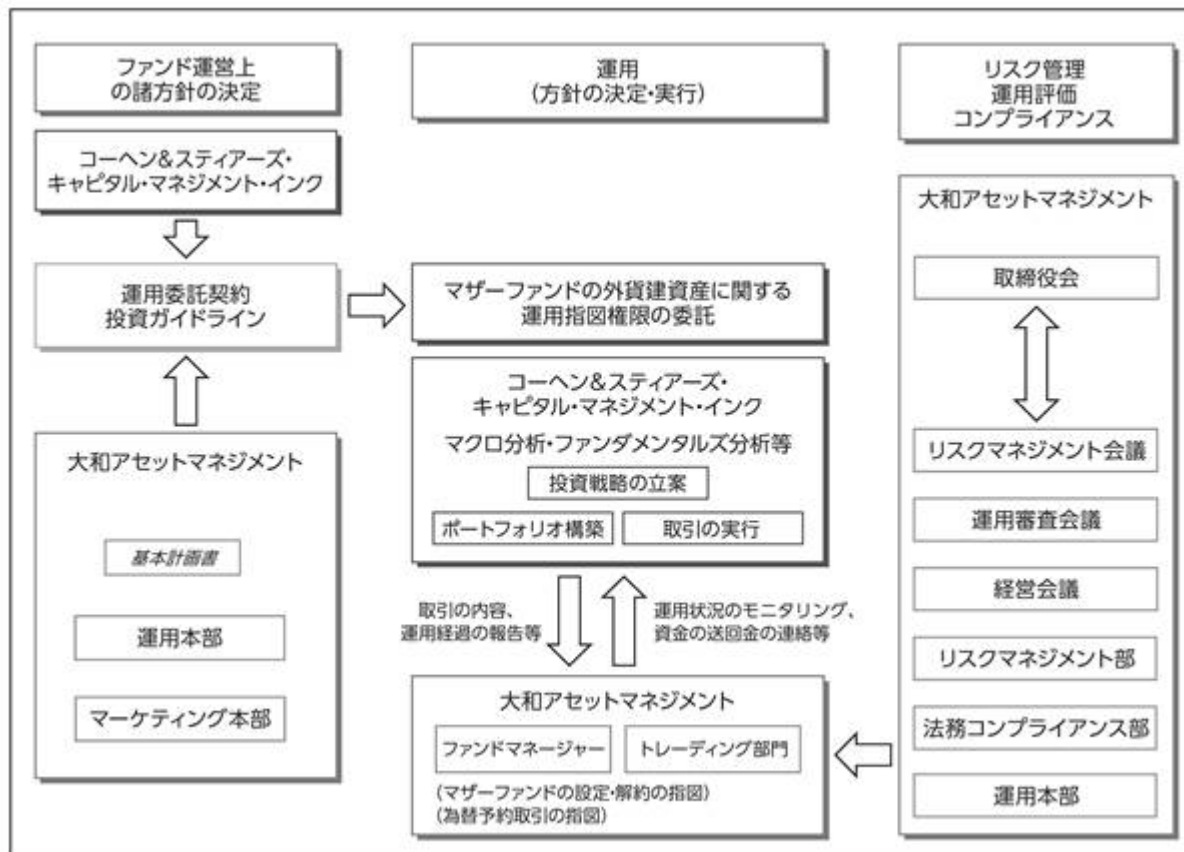 ファンド運営上
の諸方針の決定
コーヘン&スティアーズ・
キャピタル・マネジメント・インク
運用委託契約
投資ガイドライン
大和アセットマネジメント
基本計画書
運用本部
マーケティング本部
運用
(方針の決定・実行)
マザーファンドの外貨建資産に関する
運用指図権限の委託
コーヘン&スティアーズ・
キャピタル・マネジメント・インク
マクロ分析・ファンダメンタルズ分析等
投資戦略の立案
ポートフォリオ構築
取引の実行
取引の内容、
運用経過の報告等
運用状況のモニタリング、
資金の送回金の連絡等
大和アセットマネジメント
ファンドマネージャー
トレーディング部門
(マザーファンドの設定・解約の指図)
(為替予約取引の指図)
リスク管理
運用評価
コンプライアンス
大和アセットマネジメント
取締役会
リスクマネジメント会議
運用審査会議
経営会議
リスクマネジメント部
法務コンプライアンス部
運用本部